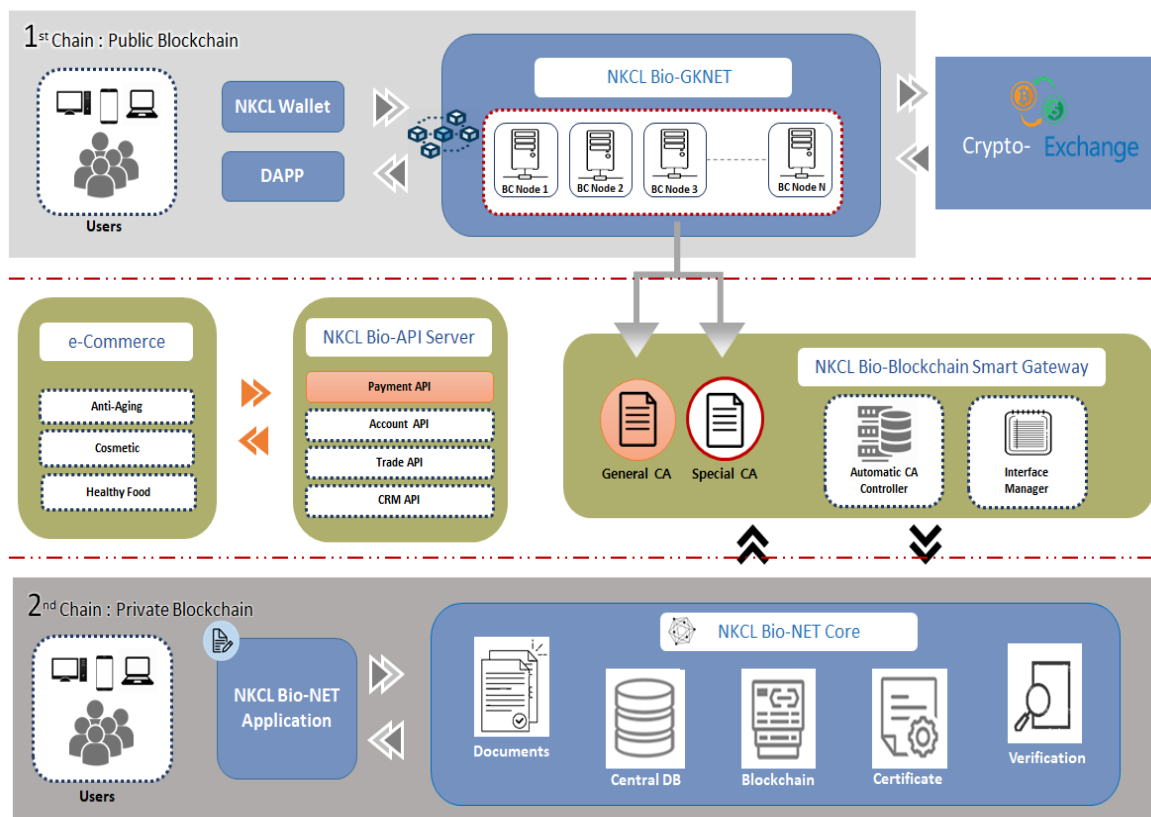 1st Chain : Public Blockchain
Users
NKCL Wallet
DAPP
NKCL Bio-GKNET
BC Node 1
BC Node 2
BC Node 3
BC Node N
Crypto- Exchange
e-Commerce
Anti-Aging
Cosmetic
Healthy Food
NKCL Bio-API Server
Payment API
Account API
Trade API
CRM API
NKCL Bio-Blockchain Smart Gateway
General CA
Special CA
Automatic CA
Controller
Interface
Manager
2nd Chain : Private Blockchain
Users
NKCL Bio-NET
Application
NKCL Bio-NET Core
Documents
Central DB
Blockchain
Certificate
Verification